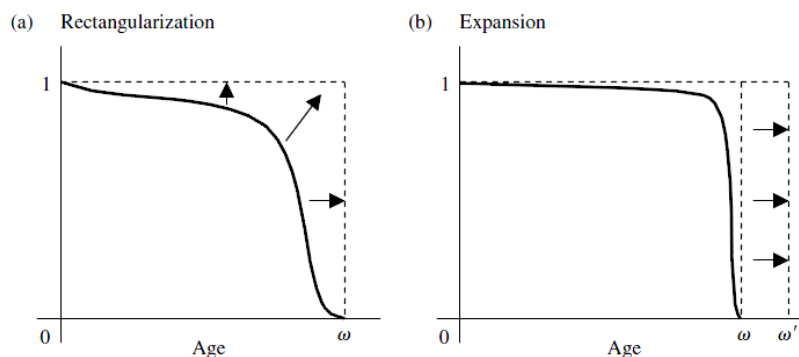 (a) Rectangularization
1
0
Age
ω
(b) Expansion
1
0
Age
ω
ω′